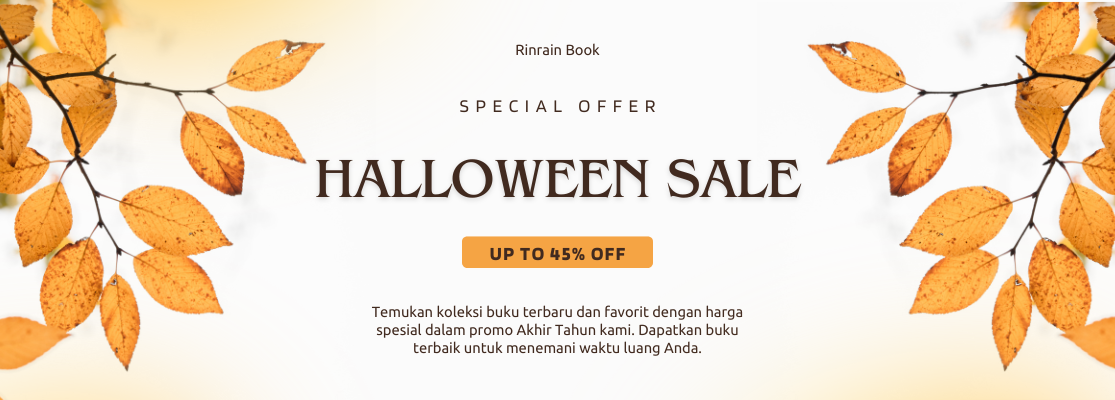 Rinrain Book
SPECIAL OFFER
HALLOWEEN SALE
UP TO 45% OFF
Temukan koleksi buku terbaru dan favorit dengan harga
spesial dalam promo Akhir Tahun kami. Dapatkan buku
terbaik untuk menemani waktu luang Anda.